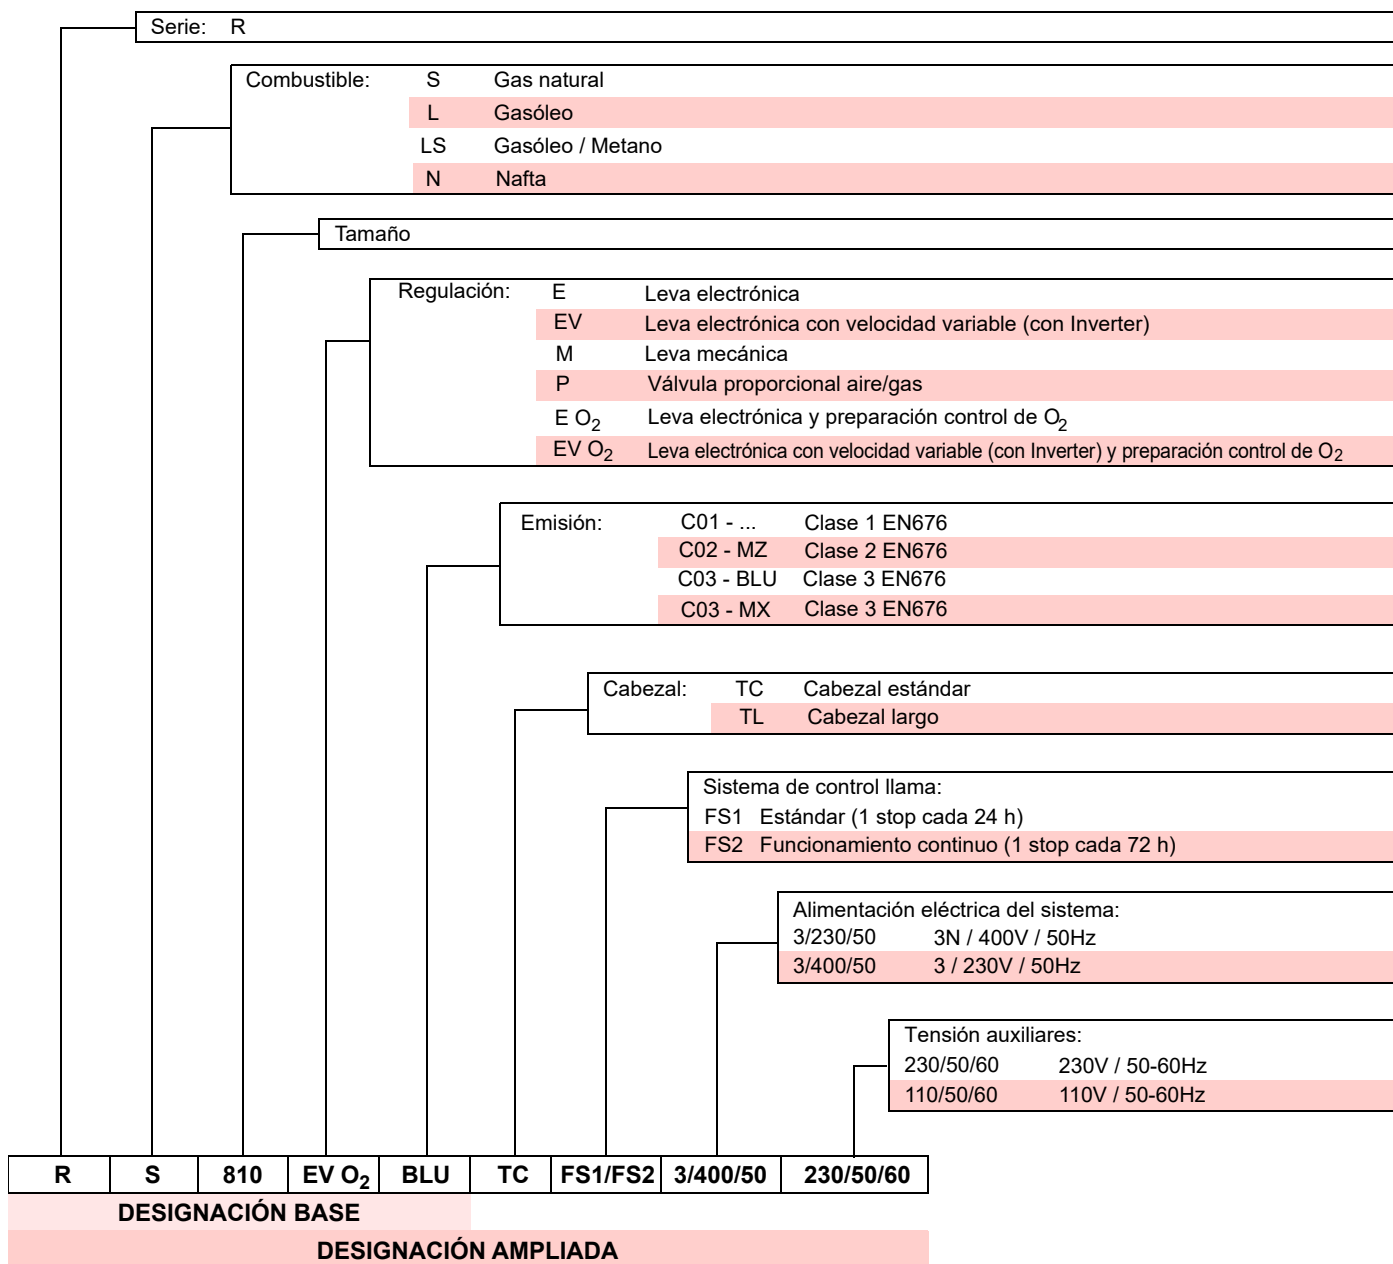 Serie: R
Combustible: S Gas natural
L Gasóleo
LS Gasóleo / Metano
N Nafta
Tamaño
Regulación: E Leva electrónica
EV Leva electrónica con velocidad variable (con Inverter)
M Leva mecánica
P Válvula proporcional aire/gas
E O2 Leva electrónica y preparación control de O2
EV O2 Leva electrónica con velocidad variable (con Inverter) y preparación control de O2
Emisión: C01 - ... Clase 1 EN676
C02 - MZ Clase 2 EN676
C03 - BLU Clase 3 EN676
C03 - MX Clase 3 EN676
Cabezal: TC Cabezal estándar
TL Cabezal largo
Sistema de control llama:
FS1 Estándar (1 stop cada 24 h)
FS2 Funcionamiento continuo (1 stop cada 72 h)
Alimentación eléctrica del sistema:
3/230/50 3N / 400V / 50Hz
3/400/50 3 / 230V / 50Hz
Tensión auxiliares:
230/50/60 230V / 50-60Hz
110/50/60 110V / 50-60Hz
R S 810 EV O2 BLU TC FS1/FS2 3/400/50 230/50/60
DESIGNACIÓN BASE
DESIGNACIÓN AMPLIADA